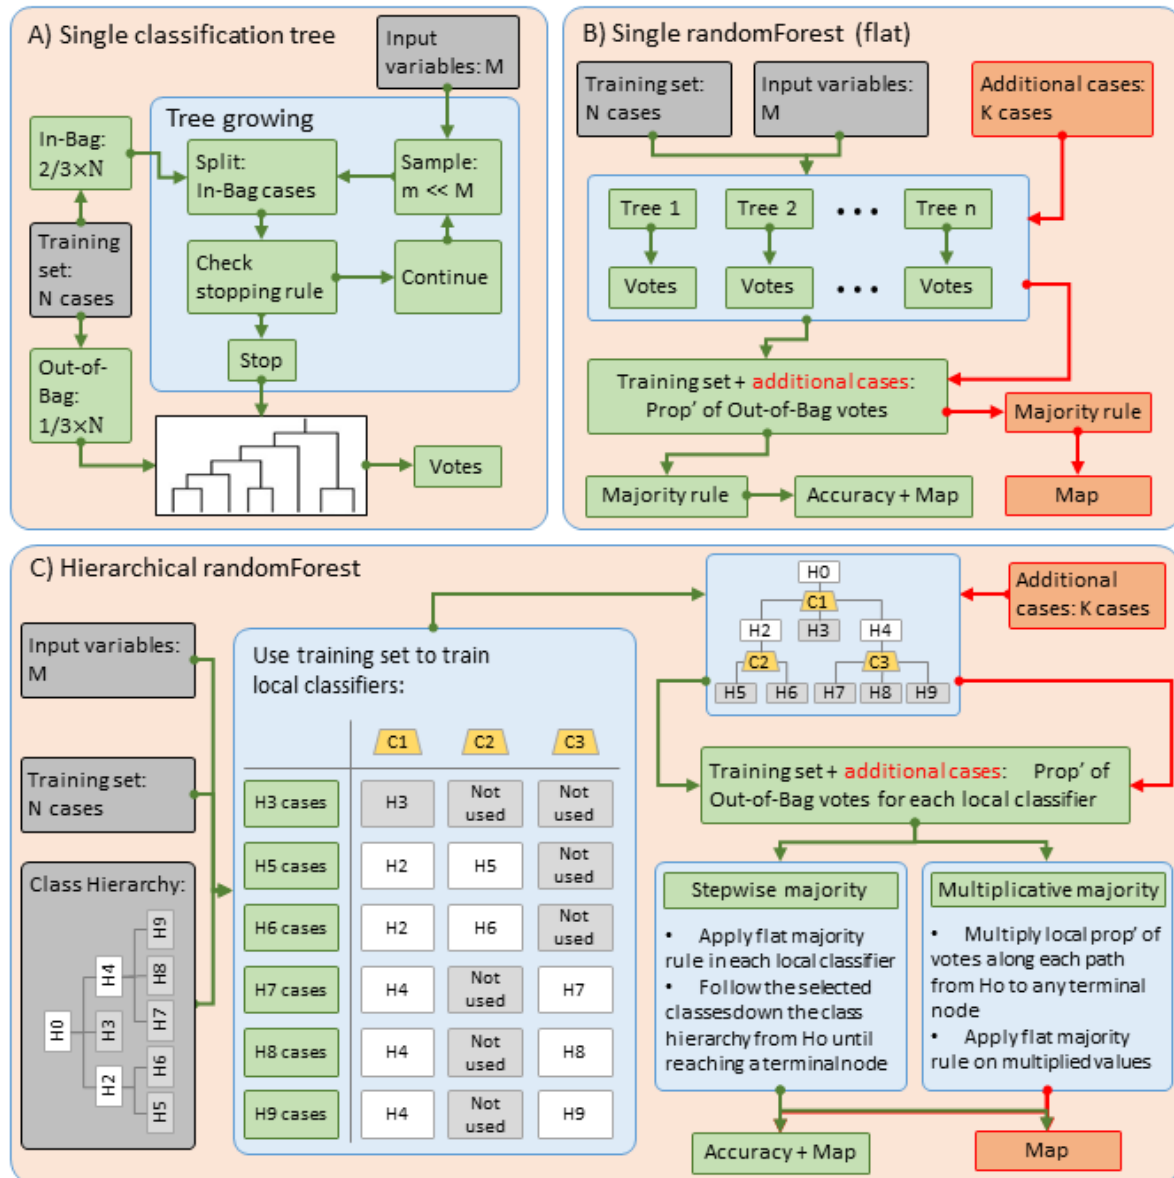 A) Single classification tree
Input
variables: M
Tree growing
In-Bag:
2/3×N
Split:
In-Bag cases
Sample:
m << M
Training
set:
N cases
Check
stopping rule
Continue
Out-of-
Bag:
1/3×N
Stop
Votes
B) Single randomForest (flat)
Training set:
N cases
Input variables:
M
Additional cases:
K cases
Tree 1
Tree 2
• • •
Tree n
Votes
Votes
• • •
Votes
Training set + additional cases:
Prop' of Out-of-Bag votes
Majority rule
Majority rule
Accuracy + Map
Map
C) Hierarchical randomForest
Input variables:
M
Training set:
N cases
Class Hierarchy:
H0
H4
H3
H2
H9
H8
H7
H6
H5
Use training set to train
local classifiers:
C1 C2 C3
H3 cases H3 Not used Not used
H5 cases H2 H5 Not used
H6 cases H2 H6 Not used
H7 cases H4 Not used H7
H8 cases H4 Not used H8
H9 cases H4 Not used H9
H0
C1
H2 H3 H4
C2 C3
H5 H6 H7 H8 H9
Additional
cases: K cases
Training set + additional cases: Prop' of
Out-of-Bag votes for each local classifier
Stepwise majority
• Apply flat majority
rule in each local classifier
• Follow the selected
classes down the class
hierarchy from Ho until
reaching a terminal node
Multiplicative majority
• Multiply local prop' of
votes along each path
from Ho to any terminal
node
• Apply flat majority
rule on multiplied values
Accuracy + Map
Map